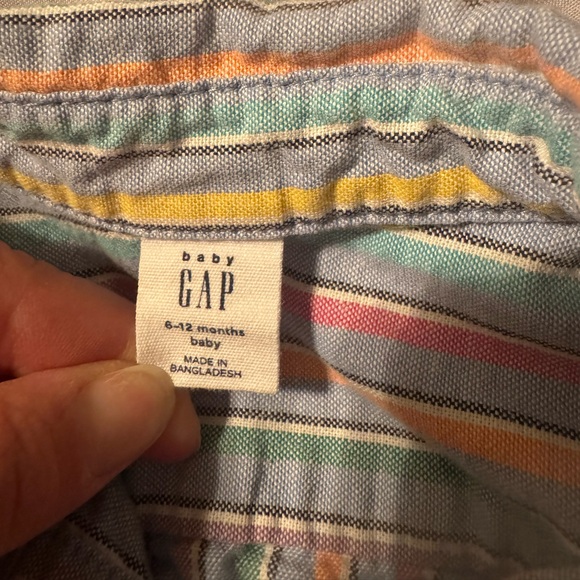 baby
GAP
6-12 months
baby
MADE IN
BANGLADESH